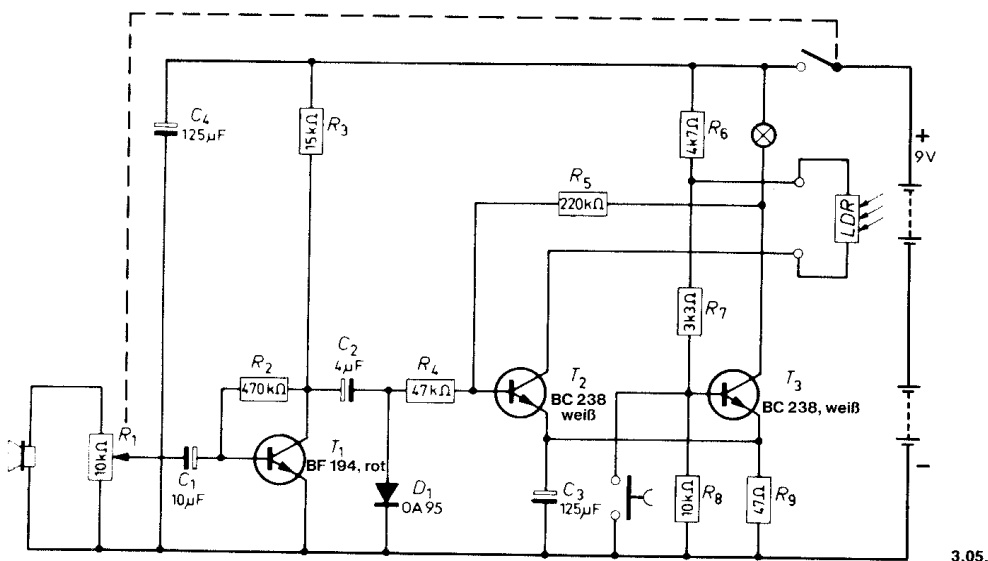 C4
125µF
15kΩ
R3
4k7Ω
R6
+
9V
R5
220kΩ
LDR
3k3Ω
R7
R2
470kΩ
C2
4µF
R4
47kΩ
T2
BC 238
weiß
T3
BC 238, weiß
R1
10kΩ
C1
10µF
T1
BF 194, rot
D1
OA95
C3
125µF
10kΩ
R8
47Ω
R9
−
3.05.